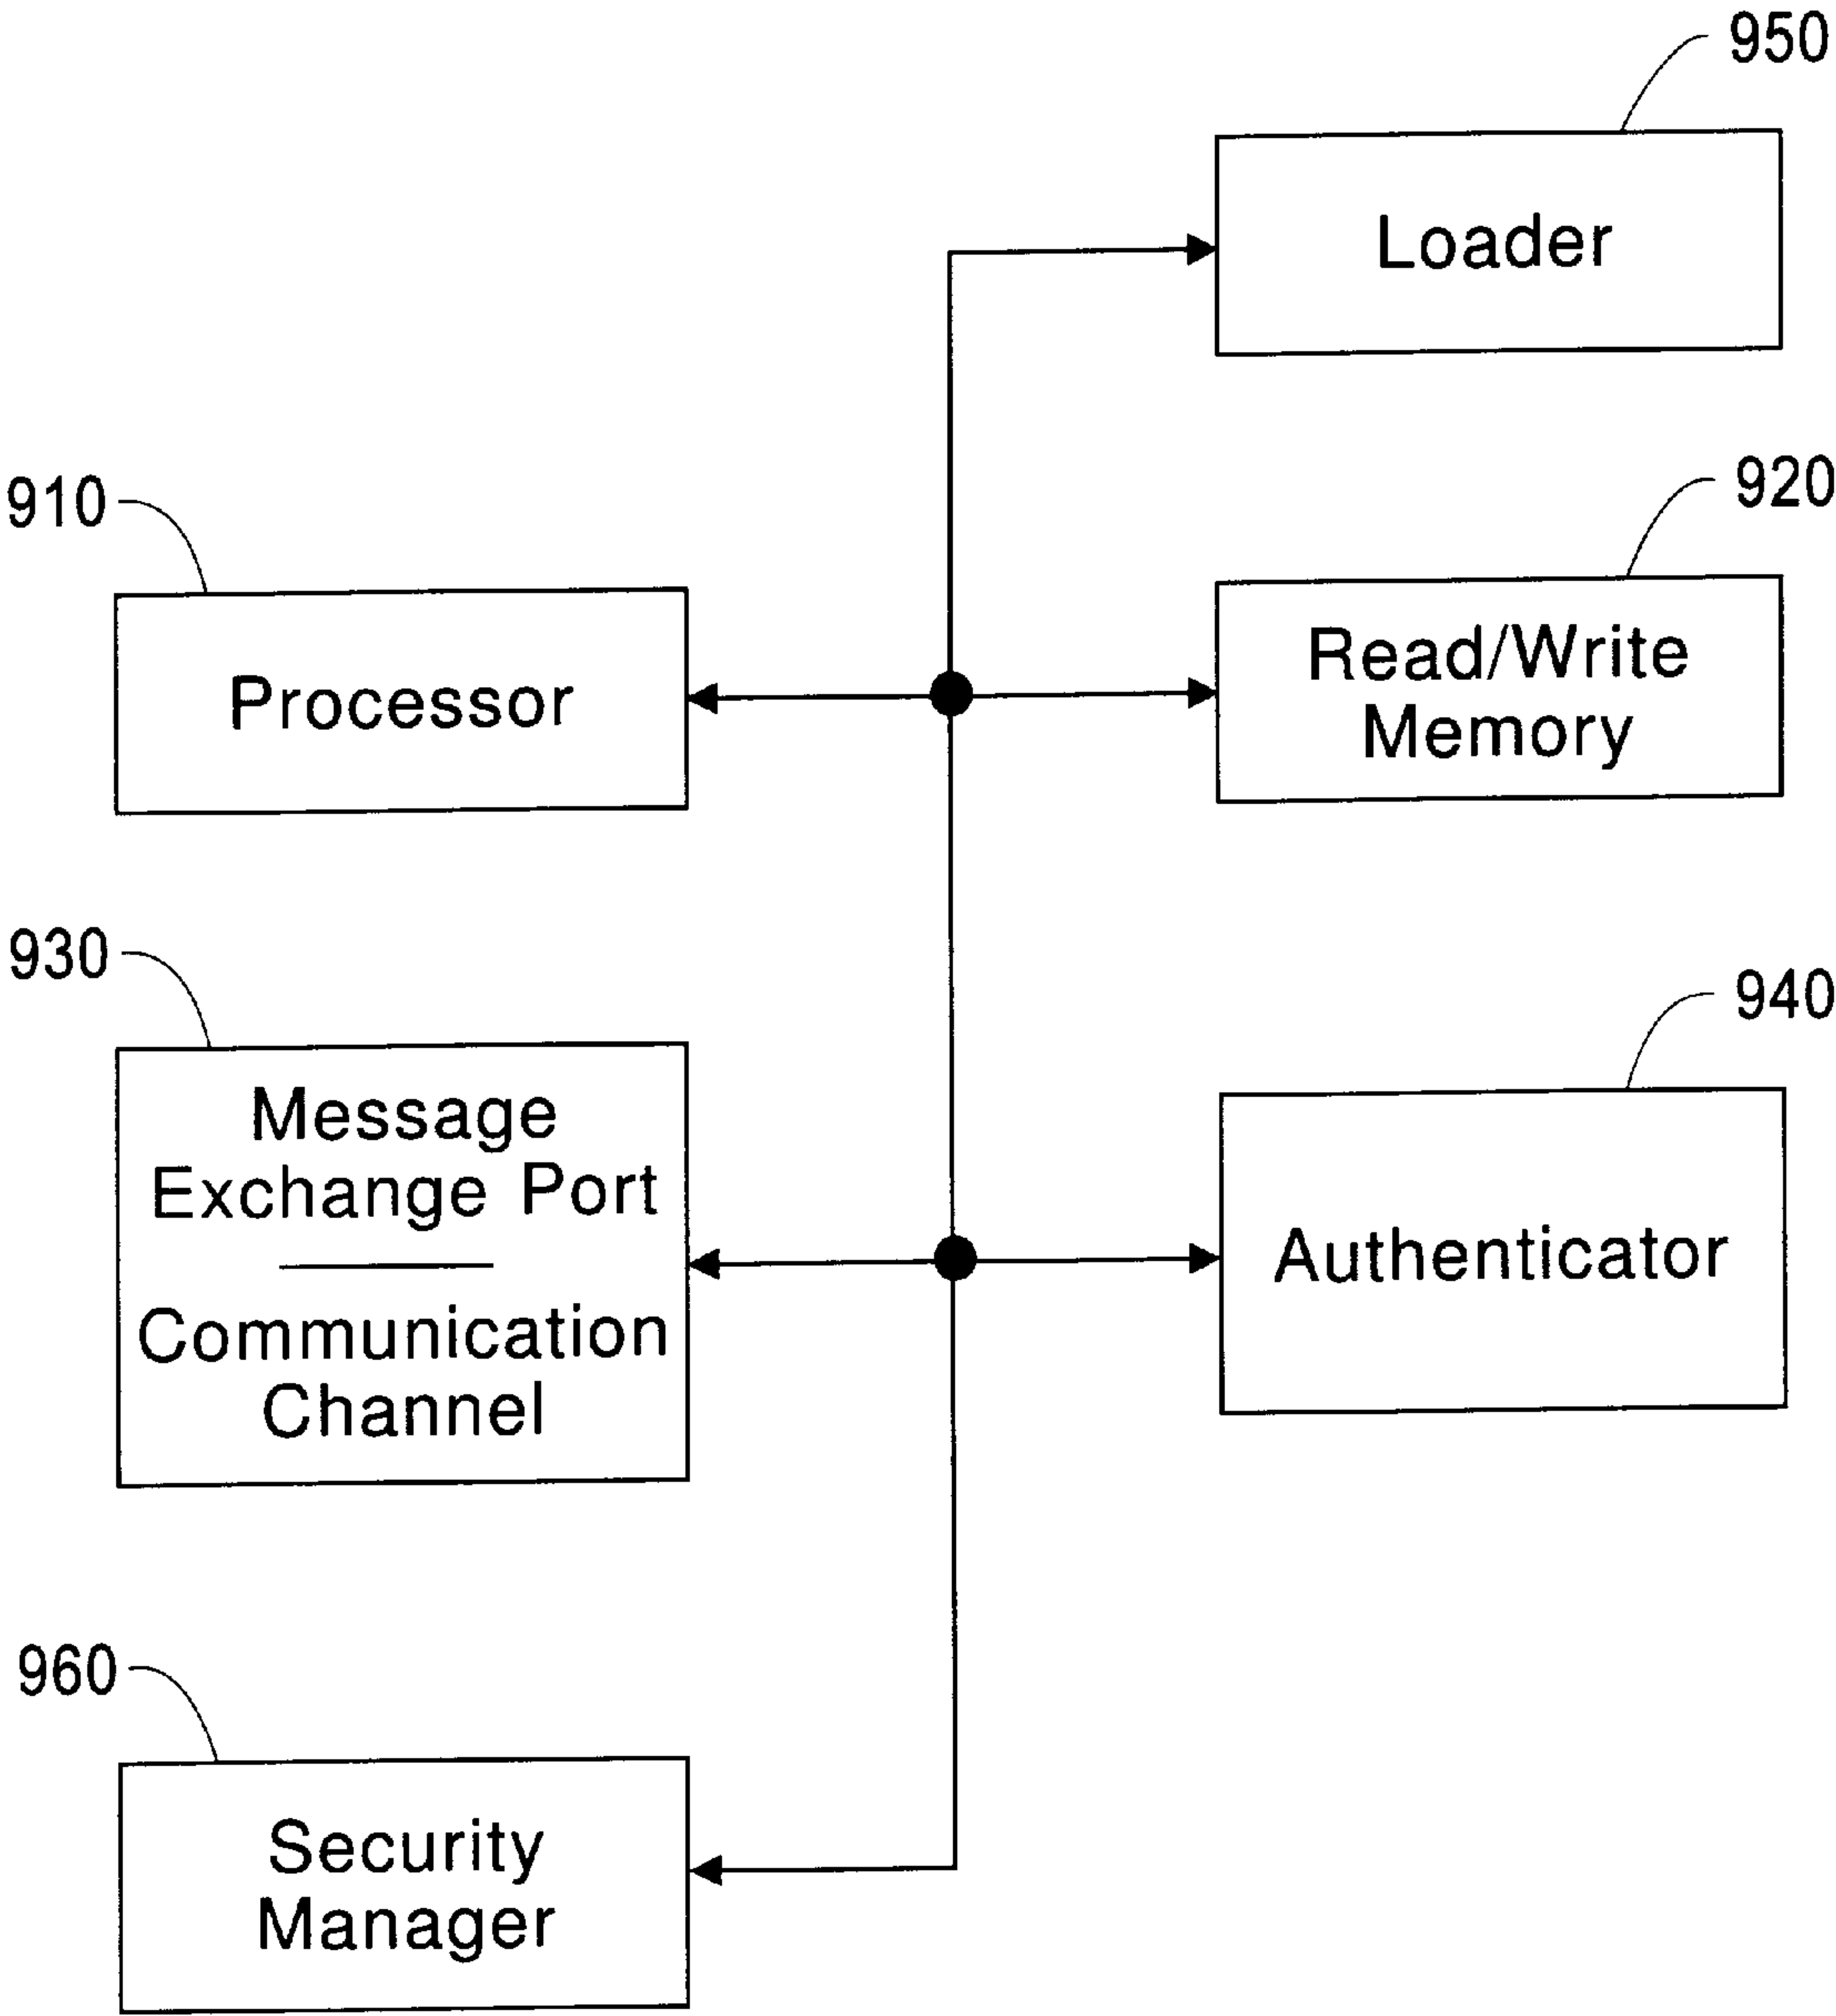 950
Loader
910
920
Processor
Read/Write
Memory
930
940
Message
Exchange Port
Communication
Channel
Authenticator
960
Security
Manager